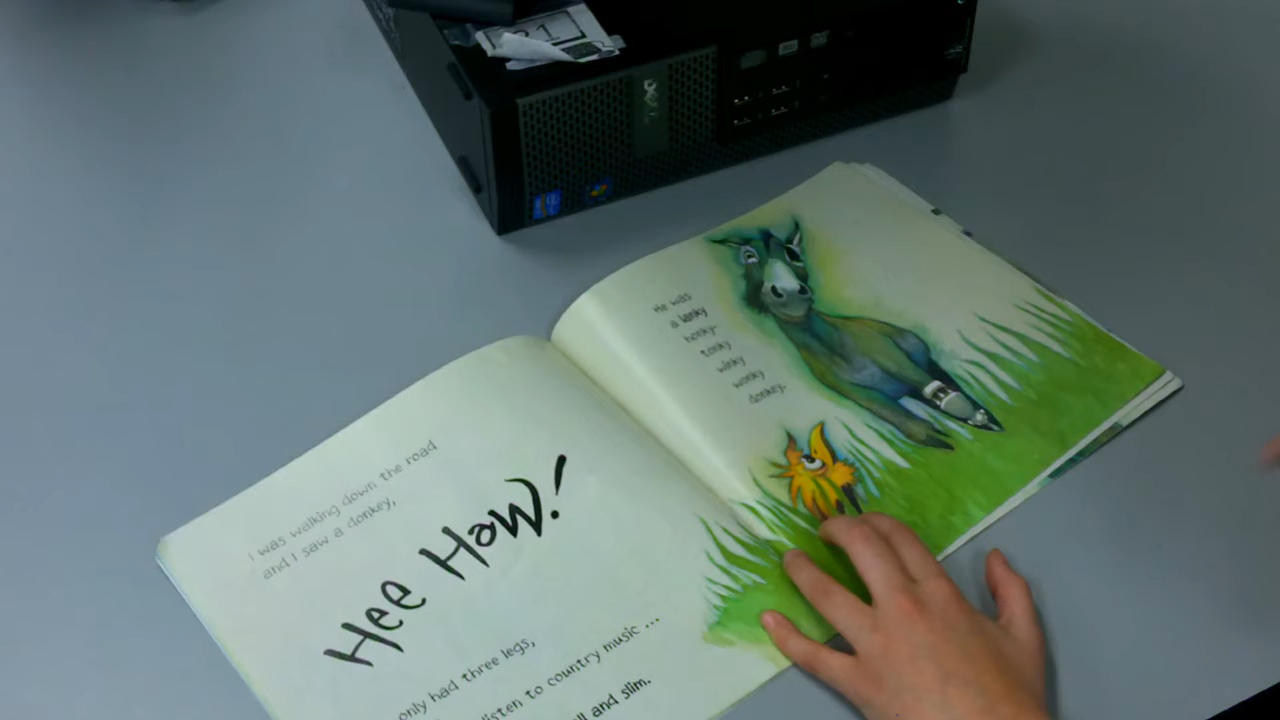 I was walking down the road
and I saw a donkey,
Hee Haw!
only had three legs,
listen to country music ...
and slim.
He was
a lanky
honky-
tonky
winky
wonky
donkey.
DELL